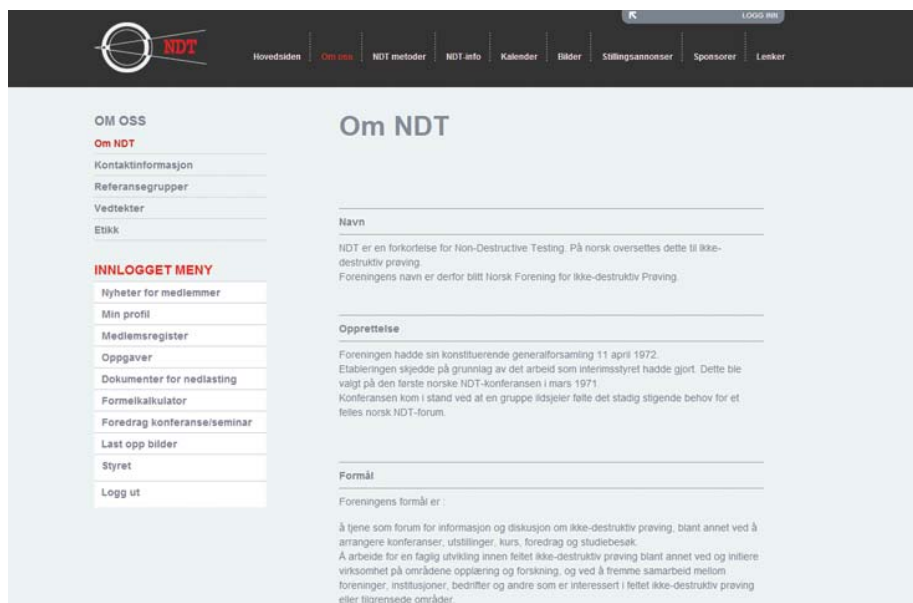 LOGG INN
NDT
Hovedsiden
Om oss
NDT metoder
NDT-info
Kalender
Bilder
Stillingsannonser
Sponsorer
Lenker
OM OSS
Om NDT
Kontaktinformasjon
Referansegrupper
Vedtekter
Etikk
INNLOGGET MENY
Nyheter for medlemmer
Min profil
Medlemsregister
Oppgaver
Dokumenter for nedlasting
Formelkalkulator
Foredrag konferanse/seminar
Last opp bilder
Styret
Logg ut
Om NDT
Navn
NDT er en forkortelse for Non-Destructive Testing. På norsk oversettes dette til Ikke-
destruktiv prøving.
Foreningens navn er derfor blitt Norsk Forening for Ikke-destruktiv Prøving.
Opprettelse
Foreningen hadde sin konstituerende generalforsamling 11 april 1972.
Etableringen skjedde på grunnlag av det arbeid som interimsstyret hadde gjort. Dette ble
valgt på den første norske NDT-konferansen i mars 1971.
Konferansen kom i stand ved at en gruppe ildsjeler følte det stadig stigende behov for et
felles norsk NDT-forum.
Formål
Foreningens formål er :
å tjene som forum for informasjon og diskusjon om ikke-destruktiv prøving, blant annet ved å
arrangere konferanser, utstillinger, kurs, foredrag og studiebesøk.
Å arbeide for en faglig utvikling innen feltet ikke-destruktiv prøving blant annet ved og initiere
virksomhet på områdene opplæring og forskning, og ved å fremme samarbeid mellom
foreninger, institusjoner, bedrifter og andre som er interessert i feltet ikke-destruktiv prøving
eller tilgrensede områder.